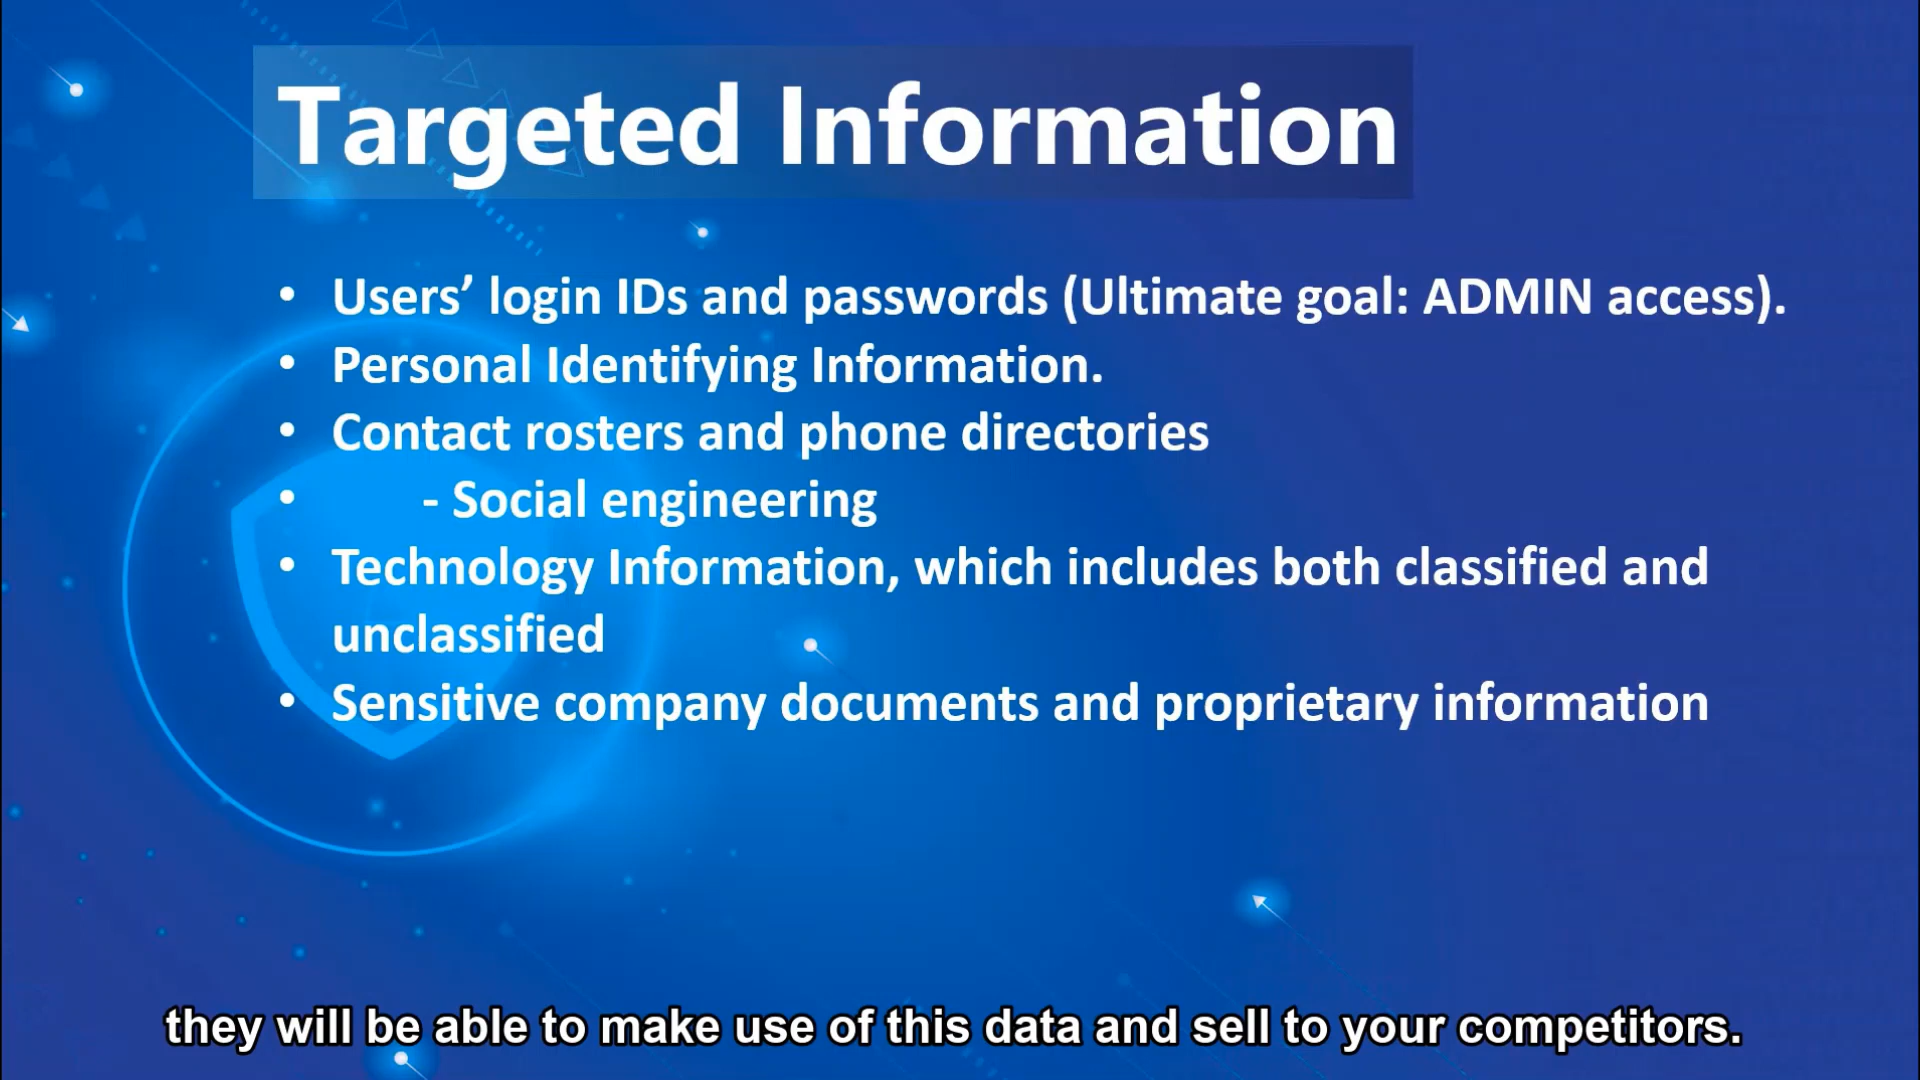 Targeted Information
• Users’ login IDs and passwords (Ultimate goal: ADMIN access).
• Personal Identifying Information.
• Contact rosters and phone directories
• - Social engineering
• Technology Information, which includes both classified and
unclassified
• Sensitive company documents and proprietary information
they will be able to make use of this data and sell to your competitors.